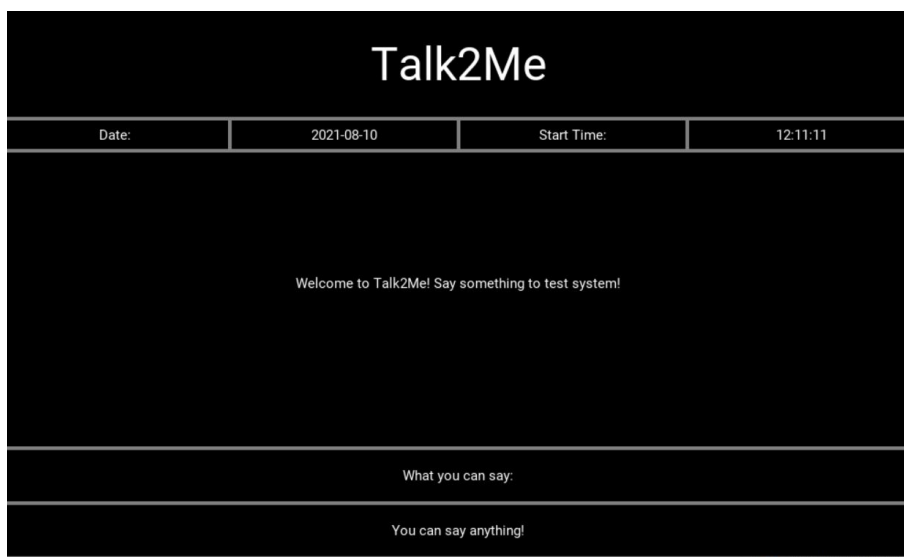 Talk2Me
Date: 2021-08-10 Start Time: 12:11:11
Welcome to Talk2Me! Say something to test system!
What you can say:
You can say anything!